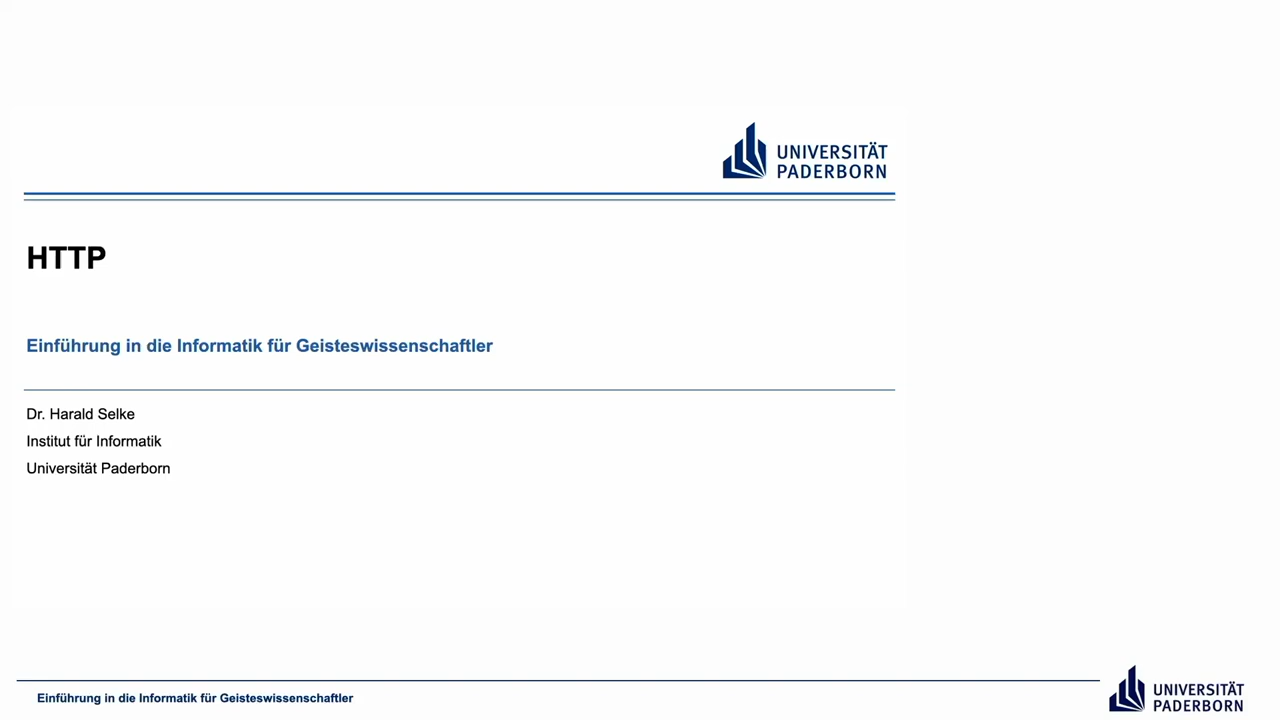 UNIVERSITÄT
PADERBORN
HTTP
Einführung in die Informatik für Geisteswissenschaftler
Dr. Harald Selke
Institut für Informatik
Universität Paderborn
Einführung in die Informatik für Geisteswissenschaftler
UNIVERSITÄT
PADERBORN